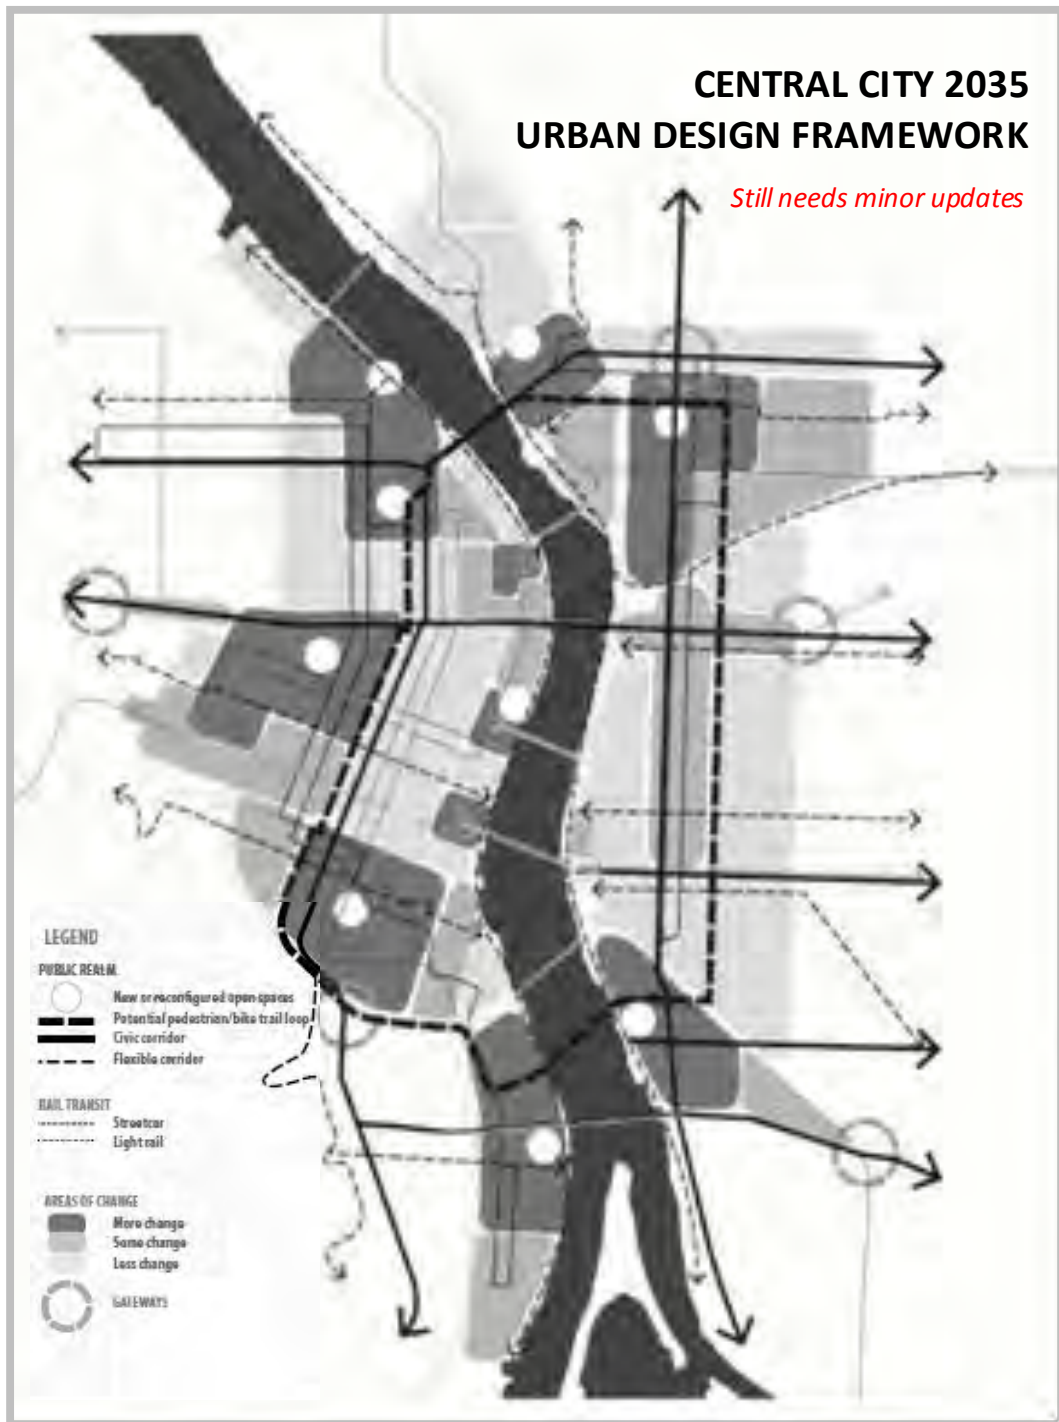 CENTRAL CITY 2035
URBAN DESIGN FRAMEWORK
Still needs minor updates
LEGEND
PUBLIC REALM
New or reconfigured open spaces
Potential pedestrian/bike trail loop
Civic corridor
Flexible corridor
RAIL TRANSIT
Streetcar
Light rail
AREAS OF CHANGE
More change
Some change
Less change
GATEWAYS